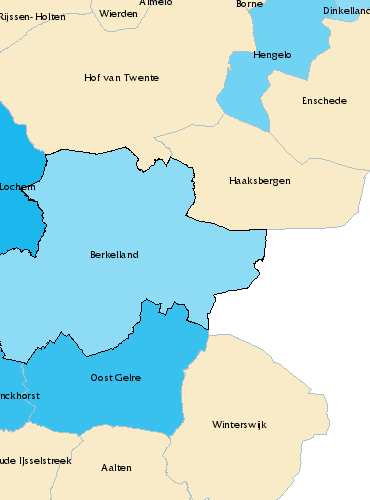 Almelo
Borne
Dinkelland
Rijssen-Holten
Wierden
Hengelo
Hof van Twente
Enschede
Haaksbergen
Lochem
Berkelland
Oost Gelre
nckhorst
Winterswijk
ude IJsselstreek
Aalten